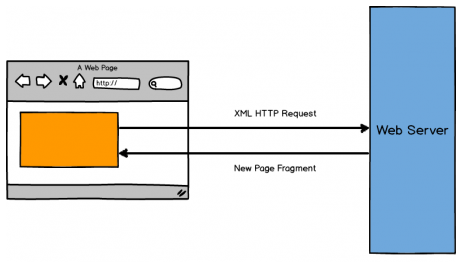 A Web Page
http://
XML HTTP Request
Web Server
New Page Fragment